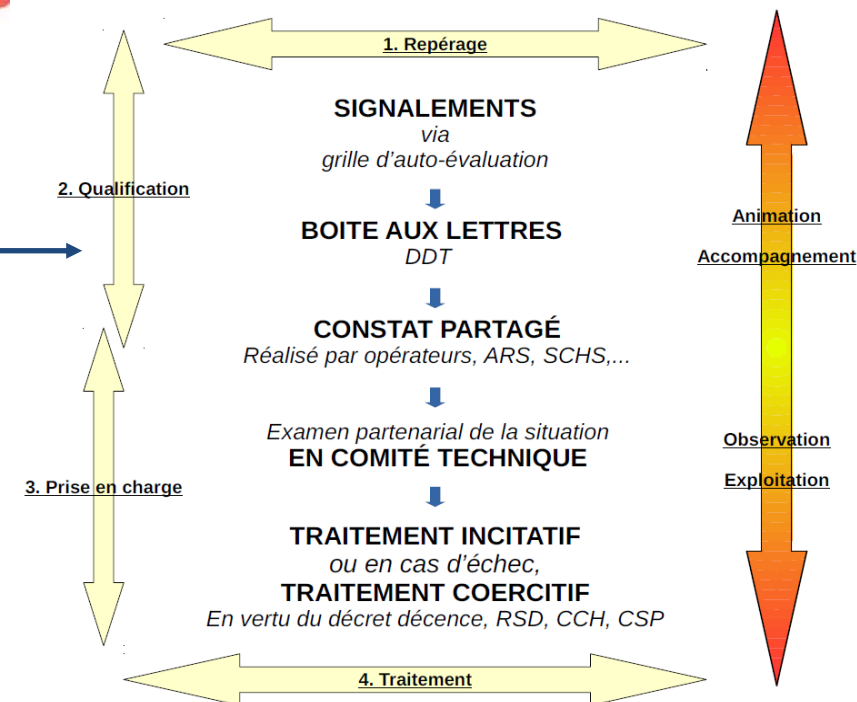 1. Repérage
SIGNALEMENTS
via
grille d'auto-évaluation
2. Qualification
BOITE AUX LETTRES
DDT
Animation
Accompagnement
CONSTAT PARTAGÉ
Réalisé par opérateurs, ARS, SCHS,...
Examen partenarial de la situation
EN COMITÉ TECHNIQUE
Observation
Exploitation
3. Prise en charge
TRAITEMENT INCITATIF
ou en cas d'échec,
TRAITEMENT COERCITIF
En vertu du décret décence, RSD, CCH, CSP
4. Traitement